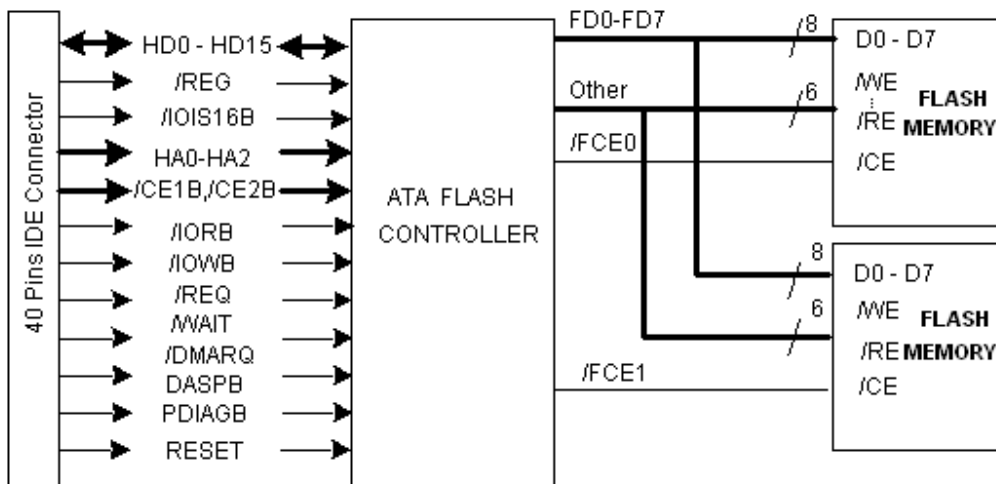 40 Pins IDE Connector
HD0 - HD15
/REG
/IOIS16B
HA0-HA2
/CE1B,/CE2B
/IORB
/IOWB
/REQ
/WAIT
/DMARQ
DASPB
PDIAGB
RESET
ATA FLASH
CONTROLLER
FD0-FD7
Other
/FCE0
/FCE1
8
6
D0 - D7
/WE
/RE
/CE
FLASH
MEMORY
8
6
D0 - D7
/WE
/RE
/CE
FLASH
MEMORY